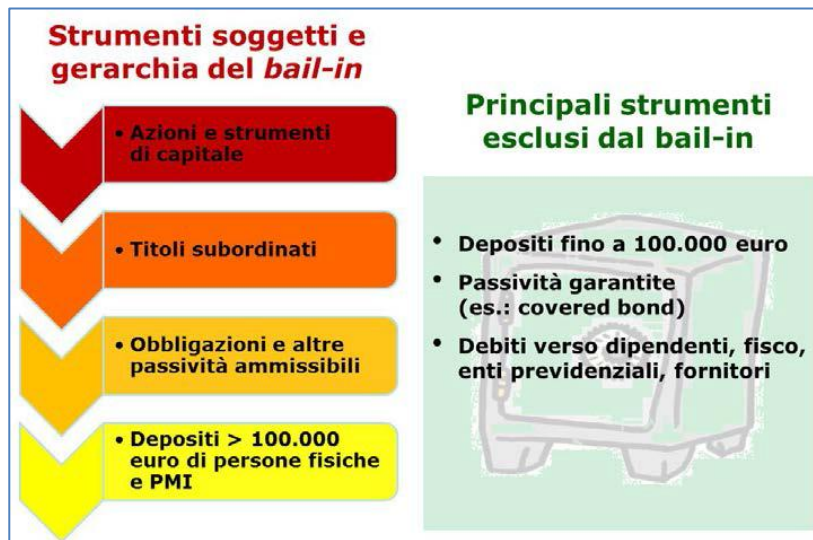 Strumenti soggetti e
gerarchia del bail-in
• Azioni e strumenti
di capitale
• Titoli subordinati
• Obbligazioni e altre
passività ammissibili
• Depositi > 100.000
euro di persone fisiche
e PMI
Principali strumenti
esclusi dal bail-in
• Depositi fino a 100.000 euro
• Passività garantite
(es.: covered bond)
• Debiti verso dipendenti, fisco,
enti previdenziali, fornitori